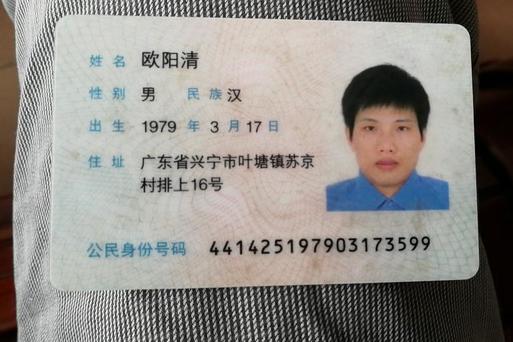 姓名 欧阳清
性别 男 民族 汉
出生 1979 年 3 月 17 日
住址 广东省兴宁市叶塘镇苏京
村排上16号
公民身份号码 441425197903173599